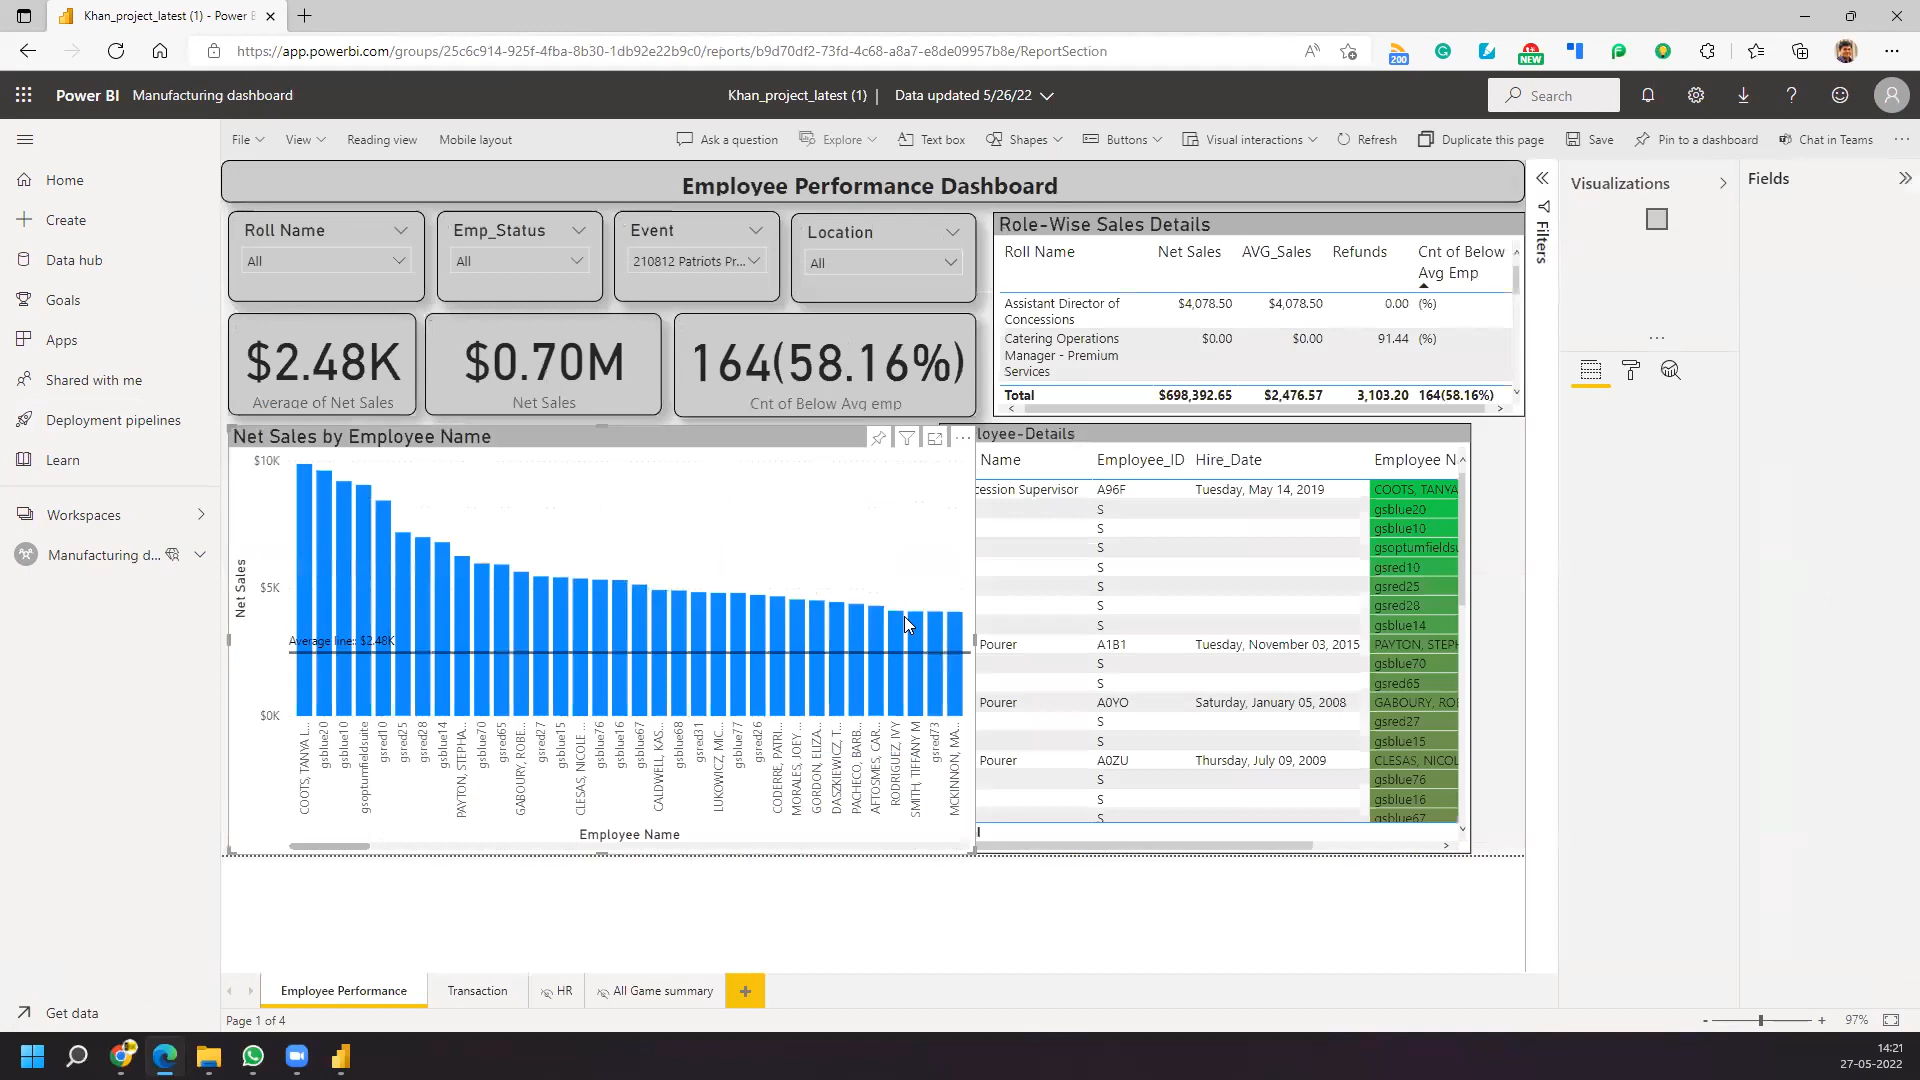 Khan_project_latest (1) - Power E
https://app.powerbi.com/groups/25c6c914-925f-4fba-8b30-1db92e22b9c0/reports/b9d70df2-73fd-4c68-a8a7-e8de09957b8e/ReportSection
200
NEW
Power BI Manufacturing dashboard
Khan_project_latest (1) | Data updated 5/26/22
Search
File View Reading view Mobile layout
Ask a question Explore Text box Shapes Buttons Visual interactions Refresh Duplicate this page Save Pin to a dashboard Chat in Teams
Home
Create
Data hub
Goals
Apps
Shared with me
Deployment pipelines
Learn
Workspaces
Manufacturing d...
Get data
Employee Performance Dashboard
Roll Name
All
Emp_Status
All
Event
210812 Patriots Pr...
Location
All
$2.48K
Average of Net Sales
$0.70M
Net Sales
164(58.16%)
Cnt of Below Avg emp
Role-Wise Sales Details
Roll Name Net Sales AVG_Sales Refunds Cnt of Below
Avg Emp
Assistant Director of
Concessions $4,078.50 $4,078.50 0.00 (%)
Catering Operations
Manager - Premium
Services $0.00 $0.00 91.44 (%)
Total $698,392.65 $2,476.57 3,103.20 164(58.16%)
Net Sales by Employee Name
$10K
$5K
$0K
Net Sales
Average line:: $2.48K
COOTS, TANYA L...
gsblue20
gsblue10
gsoptumfieldsuite
gsred10
gsred25
gsred28
gsblue14
PAYTON, STEPHA...
gsblue70
gsred65
GABOURY, ROBE...
gsred27
gsblue15
CLESAS, NICOLE ...
gsblue76
gsblue16
gsblue67
CALDWELL, KAS...
gsblue68
gsred31
LUKOWICZ, MIC...
gsblue77
gsred26
CODERRE, PATRI...
MORALES, JOEY ...
GORDON, ELIZA...
DASZKIEWICZ, T...
PACHECO, BARB...
AFTOSMES, CAR...
RODRIGUEZ, IVY
SMITH, TIFFANY M
gsred73
MCKINNON, MA...
Employee Name
loyee-Details
Name Employee_ID Hire_Date Employee N
cession Supervisor A96F Tuesday, May 14, 2019 COOTS, TANYA
S gsblue20
S gsblue10
S gsoptumfieldsu
S gsred10
S gsred25
S gsred28
S gsblue14
Pourer A1B1 Tuesday, November 03, 2015 PAYTON, STEPH
S gsblue70
S gsred65
Pourer A0YO Saturday, January 05, 2008 GABOURY, RO
S gsred27
S gsblue15
Pourer A0ZU Thursday, July 09, 2009 CLESAS, NICOL
S gsblue76
S gsblue16
S gsblue67
Filters
Visualizations
Fields
Employee Performance Transaction HR All Game summary
Page 1 of 4
97%
14:21
27-05-2022